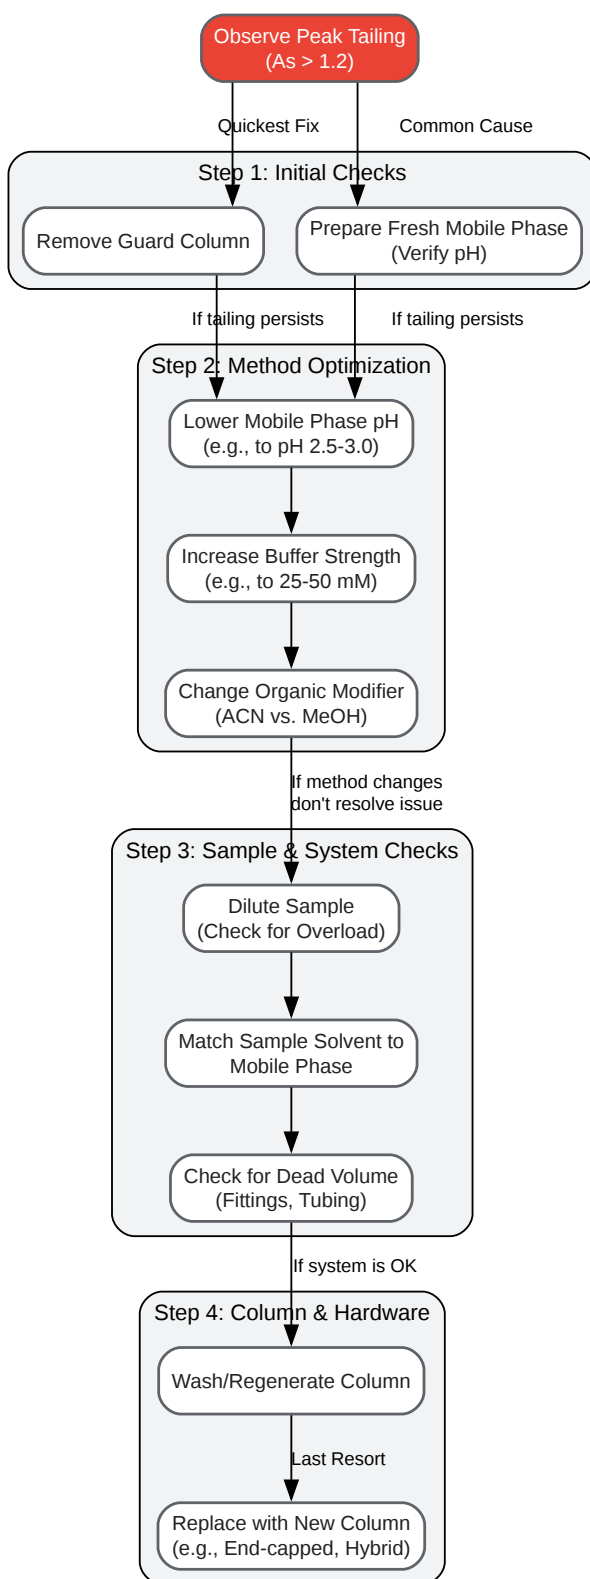 Observe Peak Tailing
(As > 1.2)
Quickest Fix
Common Cause
Step 1: Initial Checks
Remove Guard Column
Prepare Fresh Mobile Phase
(Verify pH)
If tailing persists
If tailing persists
Step 2: Method Optimization
Lower Mobile Phase pH
(e.g., to pH 2.5-3.0)
Increase Buffer Strength
(e.g., to 25-50 mM)
Change Organic Modifier
(ACN vs. MeOH)
If method changes
don't resolve issue
Step 3: Sample & System Checks
Dilute Sample
(Check for Overload)
Match Sample Solvent to
Mobile Phase
Check for Dead Volume
(Fittings, Tubing)
If system is OK
Step 4: Column & Hardware
Wash/Regenerate Column
Last Resort
Replace with New Column
(e.g., End-capped, Hybrid)